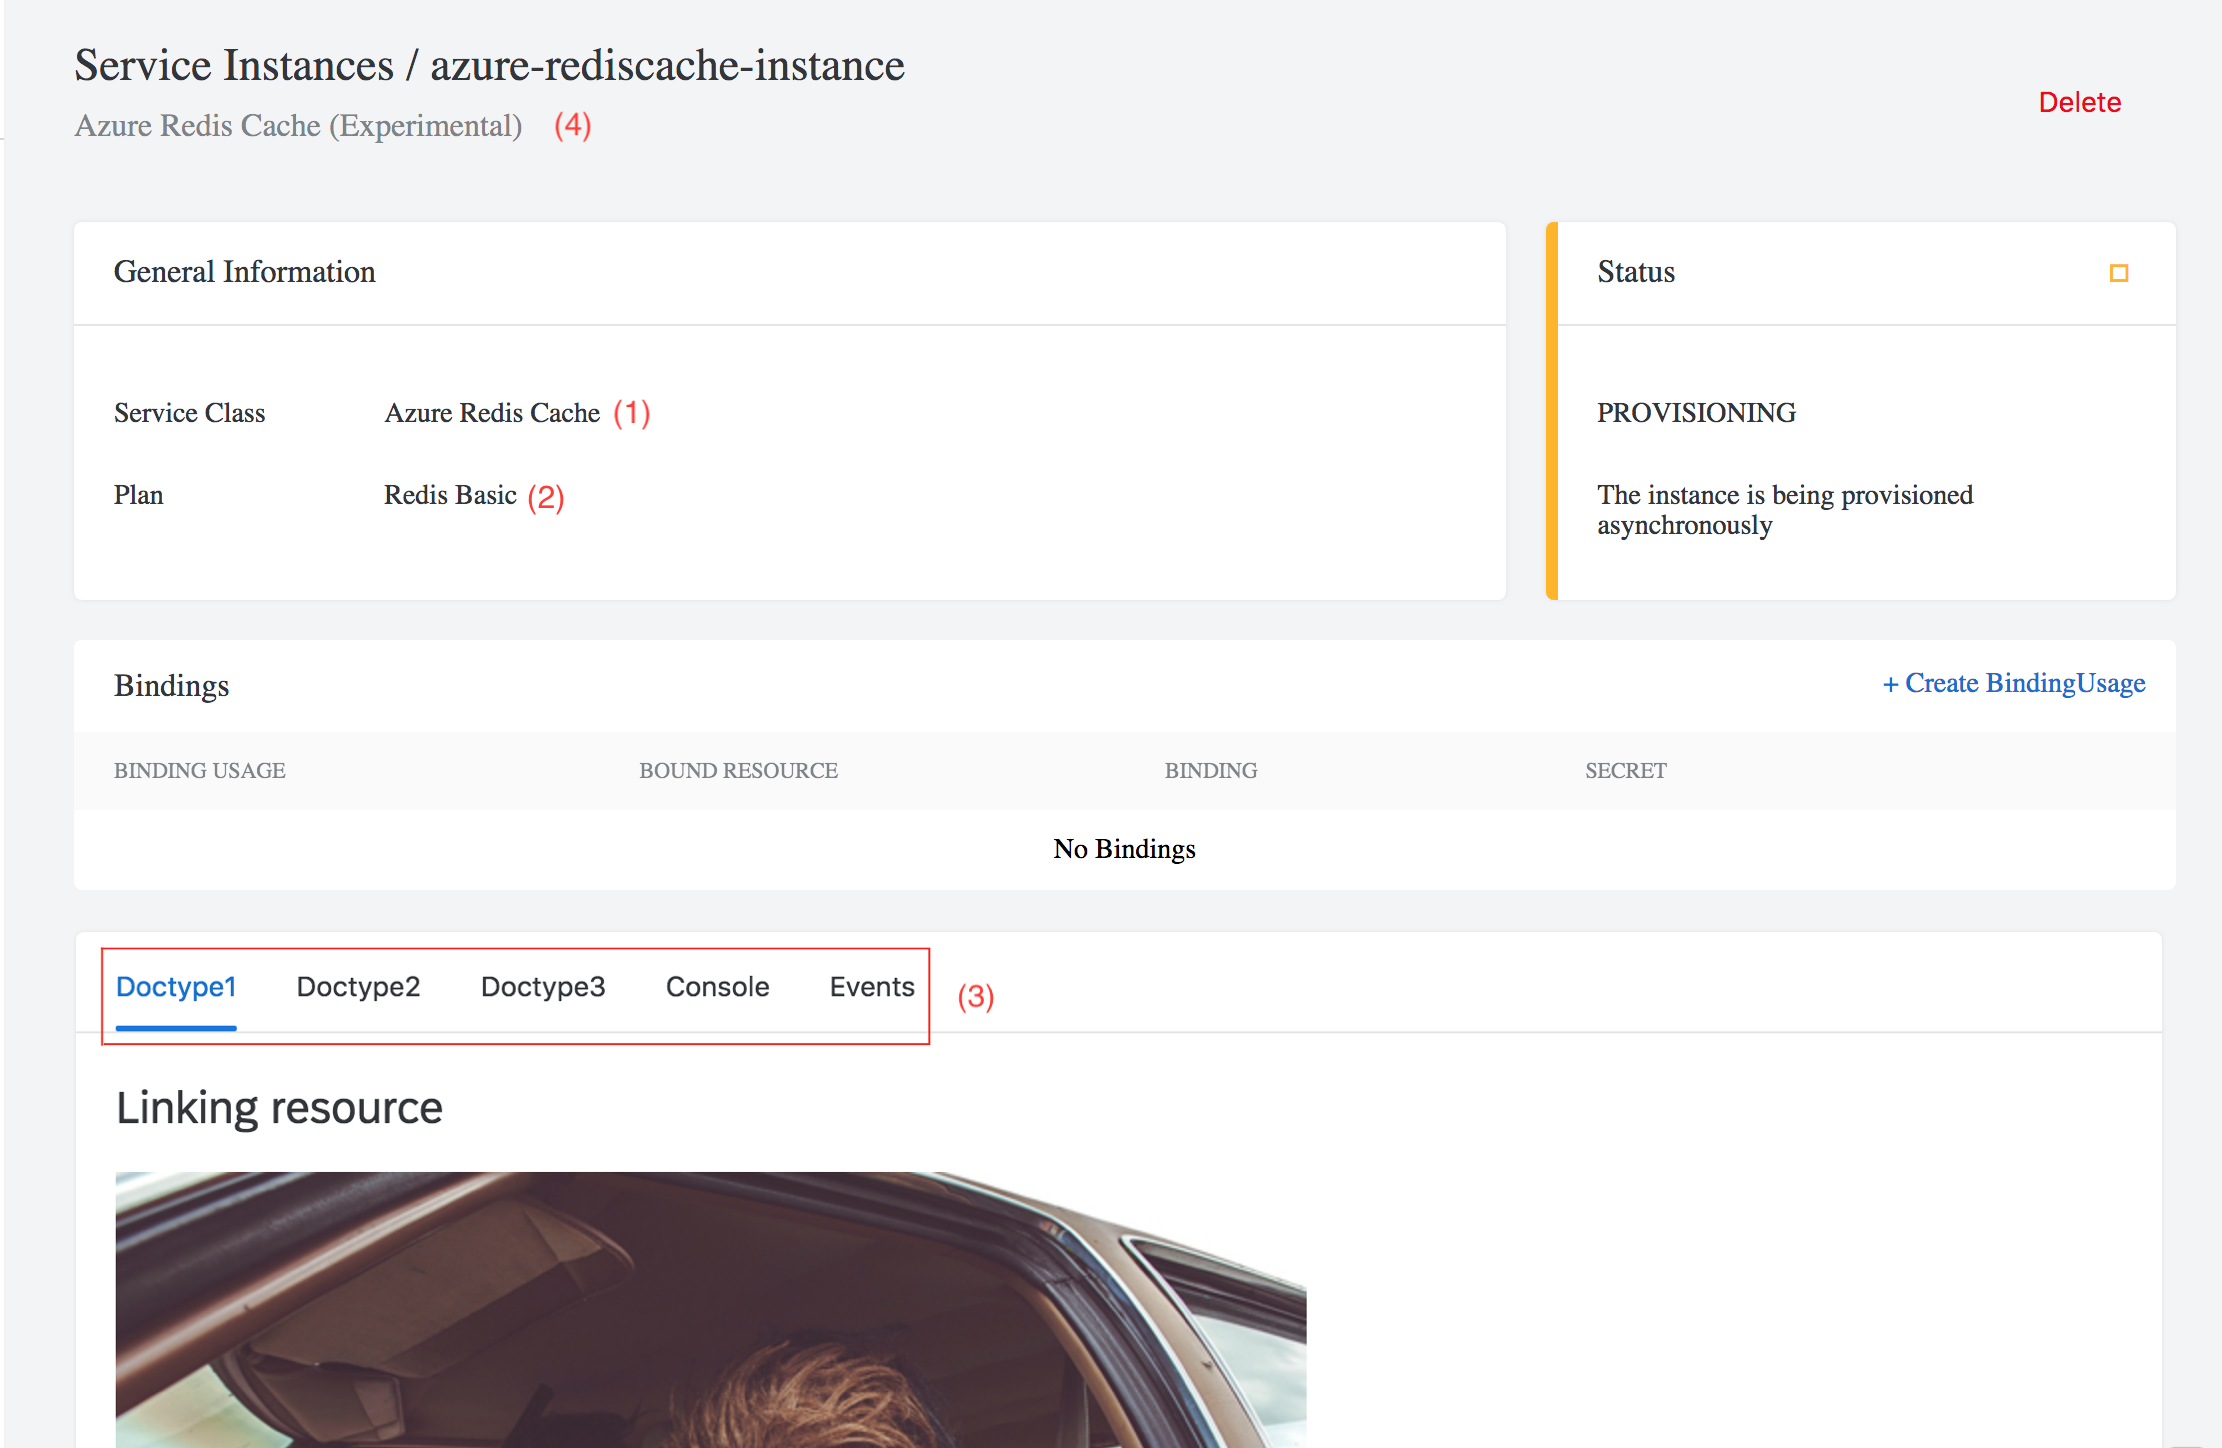 Service Instances / azure-rediscache-instance
Delete
Azure Redis Cache (Experimental) (4)
General Information
Status
Service Class Azure Redis Cache (1)
PROVISIONING
Plan Redis Basic (2)
The instance is being provisioned
asynchronously
Bindings
+ Create BindingUsage
BINDING USAGE BOUND RESOURCE BINDING SECRET
No Bindings
Doctype1 Doctype2 Doctype3 Console Events (3)
Linking resource